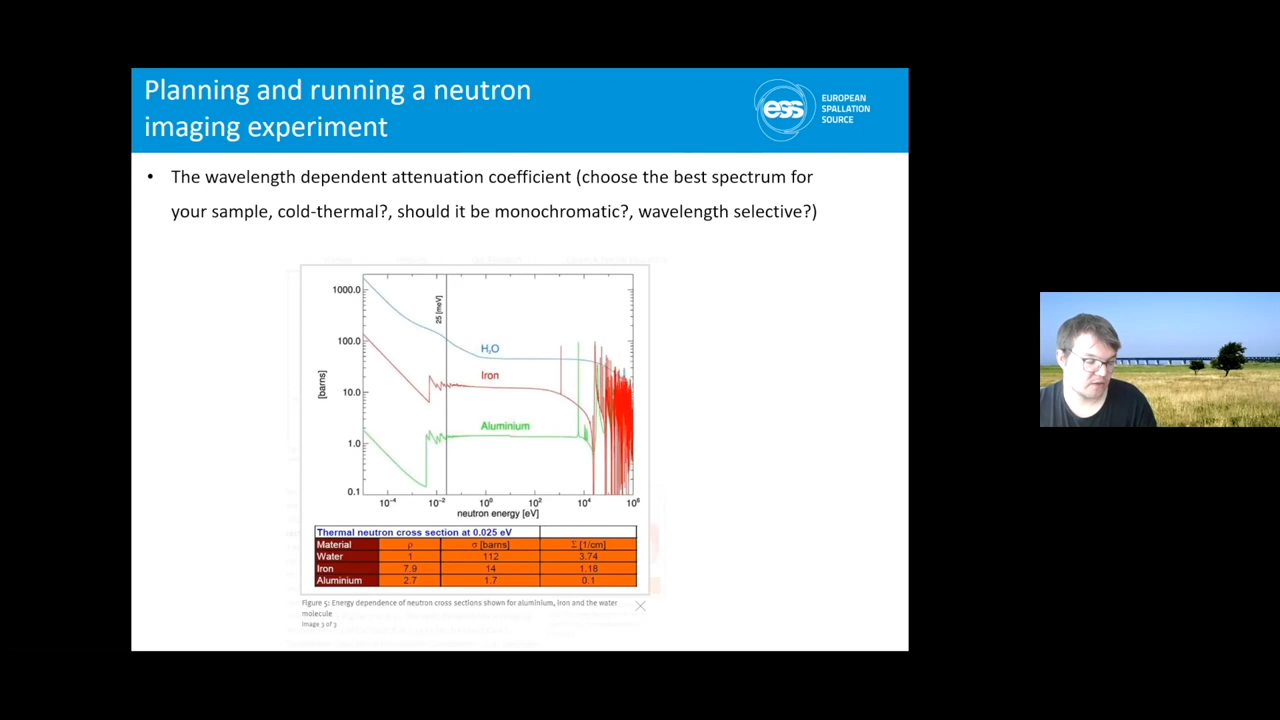 Planning and running a neutron
imaging experiment
ess
EUROPEAN
SPALLATION
SOURCE
• The wavelength dependent attenuation coefficient (choose the best spectrum for
your sample, cold-thermal?, should it be monochromatic?, wavelength selective?)
1000.0
100.0
10.0
1.0
0.1
[barns]
25 [meV]
H₂O
Iron
Aluminium
10⁻⁴ 10⁻² 10⁰ 10² 10⁴ 10⁶
neutron energy [eV]
Thermal neutron cross section at 0.025 eV
Material ρ σ [barns] Σ [1/cm]
Water 1 112 3.74
Iron 7.9 14 1.18
Aluminium 2.7 1.7 0.1
Figure 5: Energy dependence of neutron cross sections shown for aluminium, iron and the water
molecule
Image 3 of 3